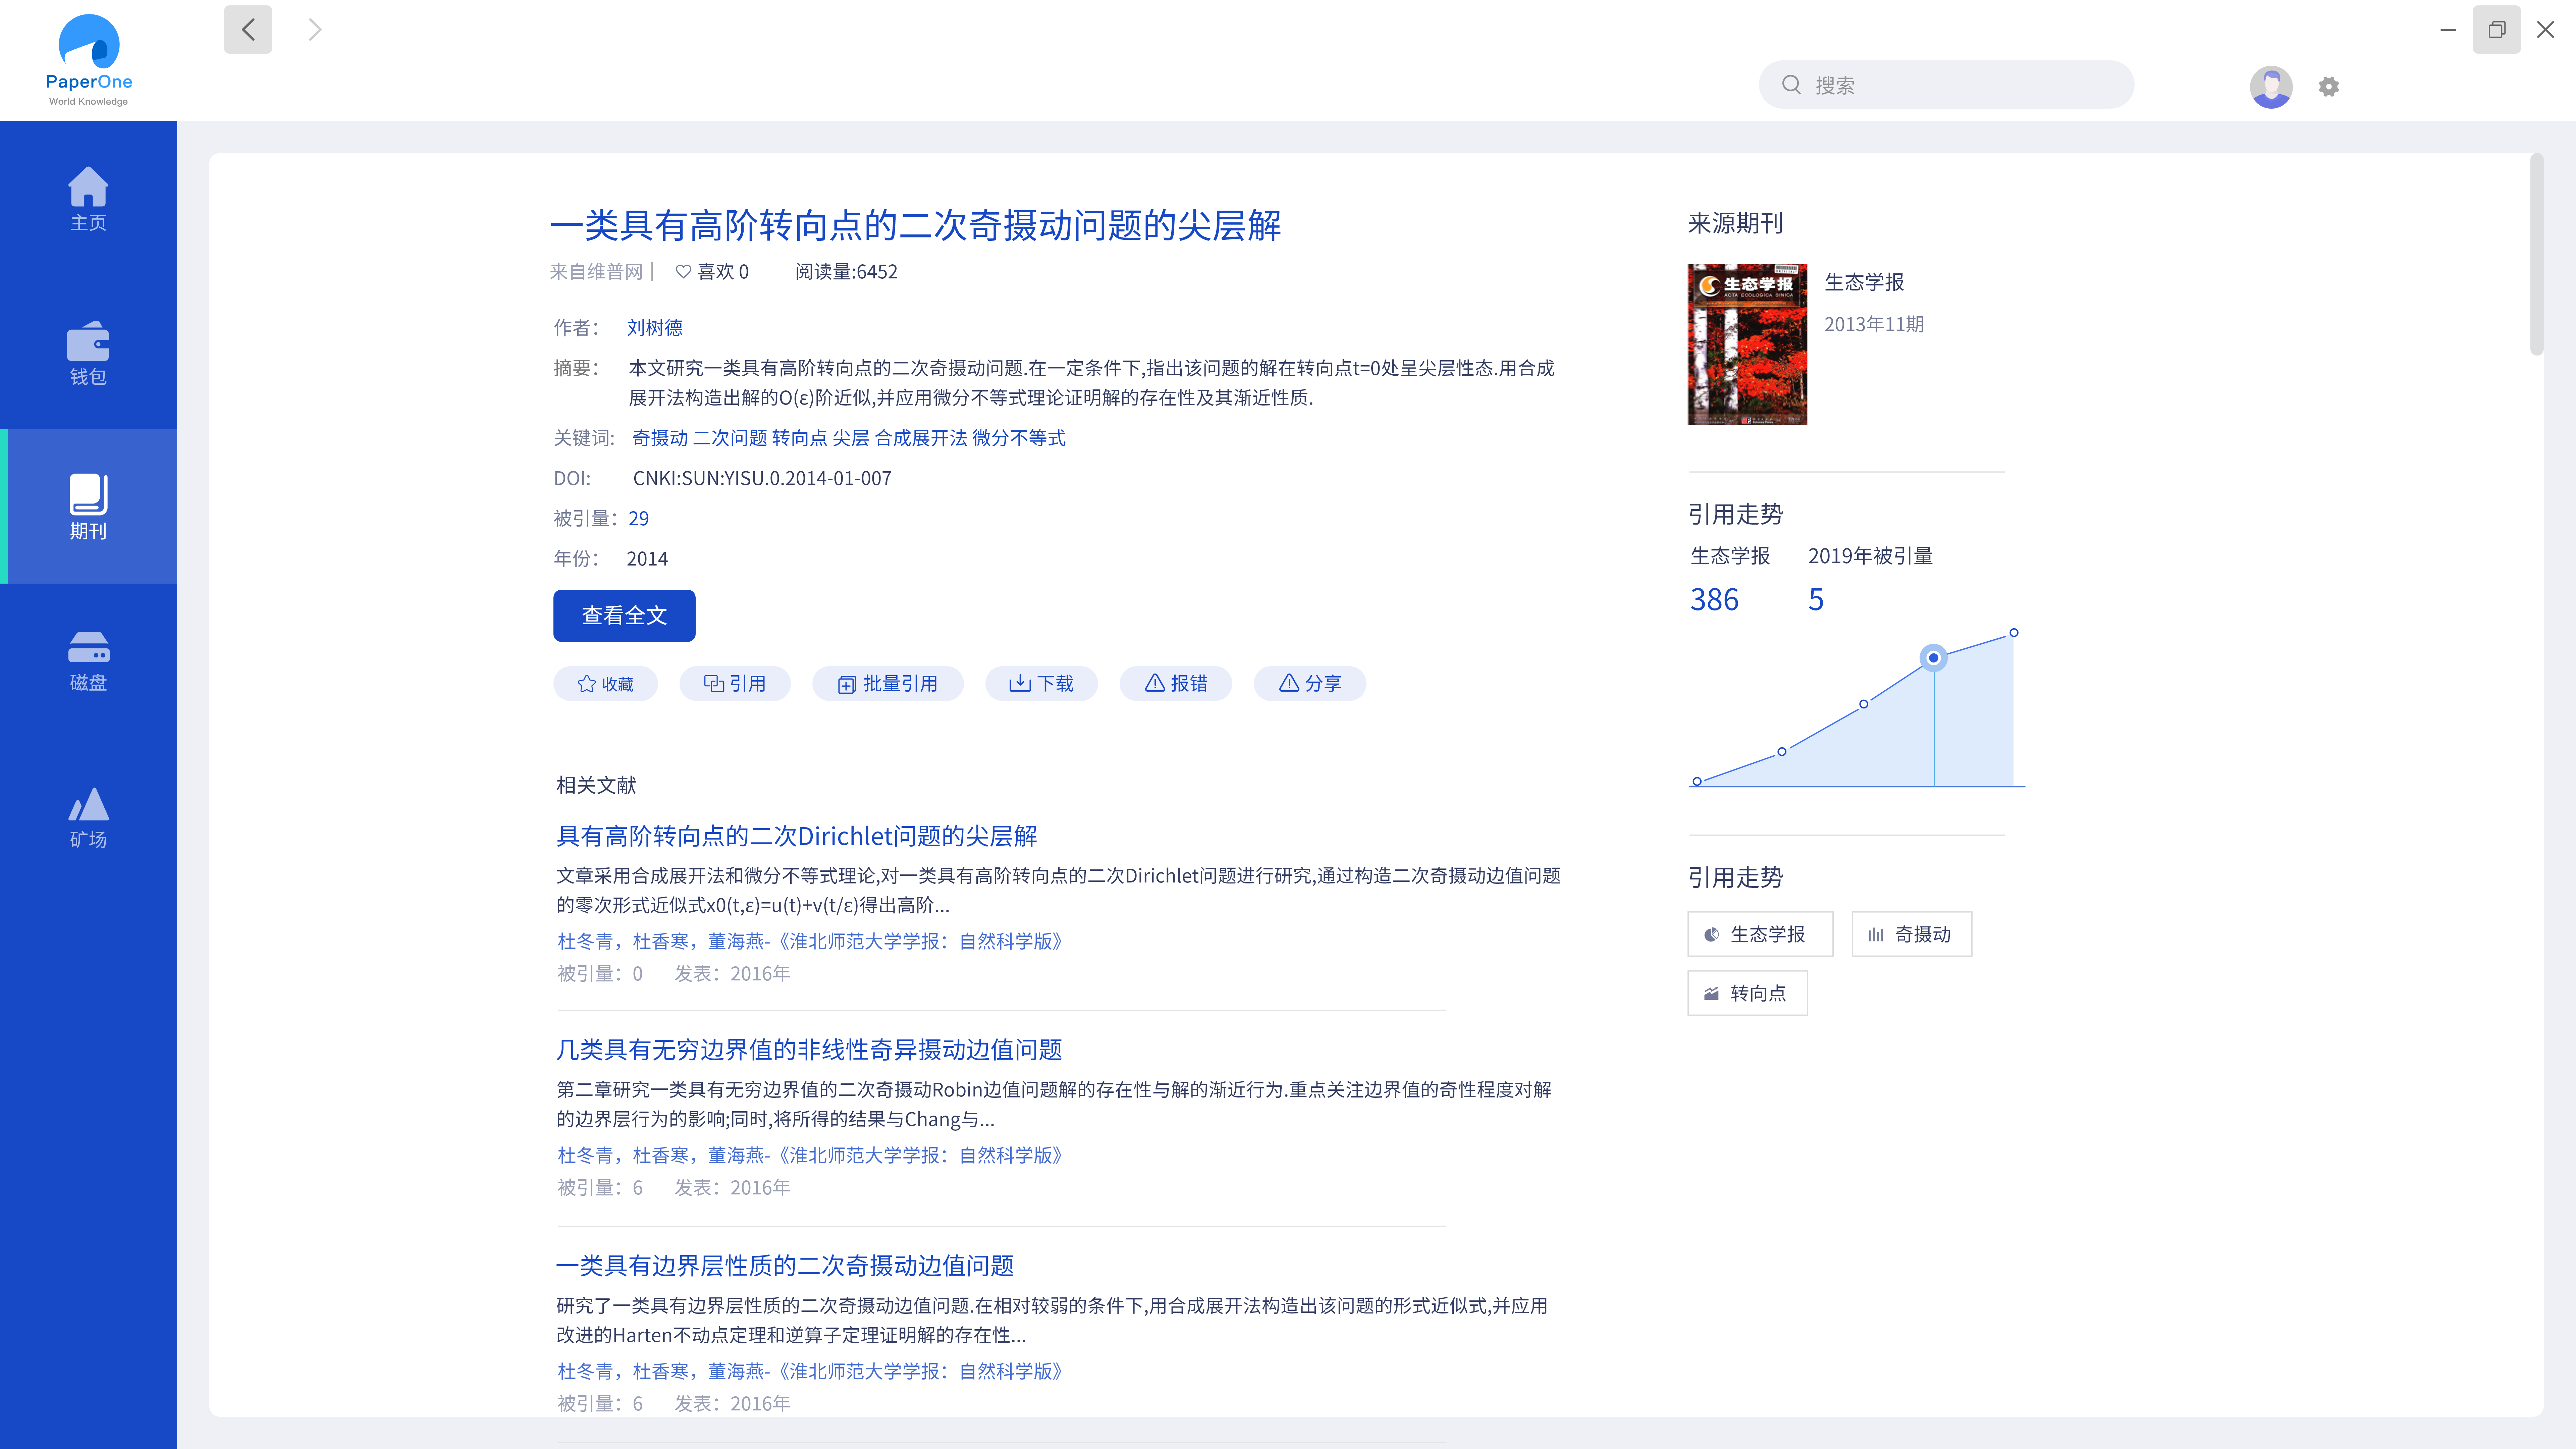 PaperOne
World Knowledge
搜索
主页
钱包
期刊
磁盘
矿场
一类具有高阶转向点的二次奇摄动问题的尖层解
来自维普网 | 喜欢 0 阅读量:6452
作者： 刘树德
摘要： 本文研究一类具有高阶转向点的二次奇摄动问题.在一定条件下,指出该问题的解在转向点t=0处呈尖层性态.用合成
展开法构造出解的O(ε)阶近似,并应用微分不等式理论证明解的存在性及其渐近性质.
关键词: 奇摄动 二次问题 转向点 尖层 合成展开法 微分不等式
DOI: CNKI:SUN:YISU.0.2014-01-007
被引量：29
年份： 2014
查看全文
收藏 引用 批量引用 下载 报错 分享
相关文献
具有高阶转向点的二次Dirichlet问题的尖层解
文章采用合成展开法和微分不等式理论,对一类具有高阶转向点的二次Dirichlet问题进行研究,通过构造二次奇摄动边值问题
的零次形式近似式x0(t,ε)=u(t)+v(t/ε)得出高阶...
杜冬青，杜香寒，董海燕-《淮北师范大学学报：自然科学版》
被引量：0 发表：2016年
几类具有无穷边界值的非线性奇异摄动边值问题
第二章研究一类具有无穷边界值的二次奇摄动Robin边值问题解的存在性与解的渐近行为.重点关注边界值的奇性程度对解
的边界层行为的影响;同时,将所得的结果与Chang与...
杜冬青，杜香寒，董海燕-《淮北师范大学学报：自然科学版》
被引量：6 发表：2016年
一类具有边界层性质的二次奇摄动边值问题
研究了一类具有边界层性质的二次奇摄动边值问题.在相对较弱的条件下,用合成展开法构造出该问题的形式近似式,并应用
改进的Harten不动点定理和逆算子定理证明解的存在性...
杜冬青，杜香寒，董海燕-《淮北师范大学学报：自然科学版》
被引量：6 发表：2016年
来源期刊
生态学报
ACTA ECOLOGICA SINICA
生态学报
2013年11期
引用走势
生态学报 2019年被引量
386 5
引用走势
生态学报 奇摄动
转向点